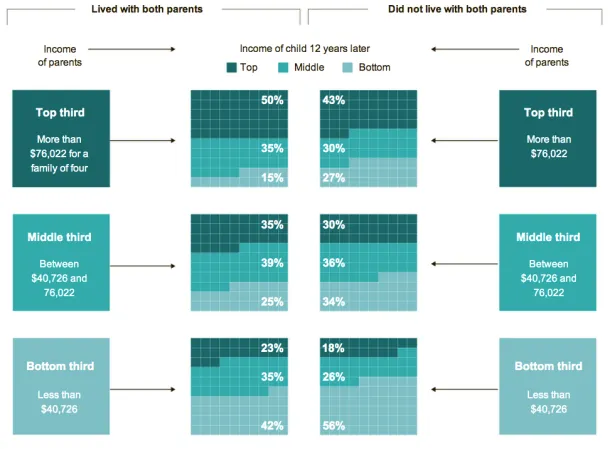 Lived with both parents
Did not live with both parents
Income
of parents
Income of child 12 years later
Top
Middle
Bottom
Income
of parents
Top third
More than
$76,022 for a
family of four
50%
35%
15%
43%
30%
27%
Top third
More than
$76,022
Middle third
Between
$40,726 and
76,022
35%
39%
25%
30%
36%
34%
Middle third
Between
$40,726 and
76,022
Bottom third
Less than
$40,726
23%
35%
42%
18%
26%
56%
Bottom third
Less than
$40,726